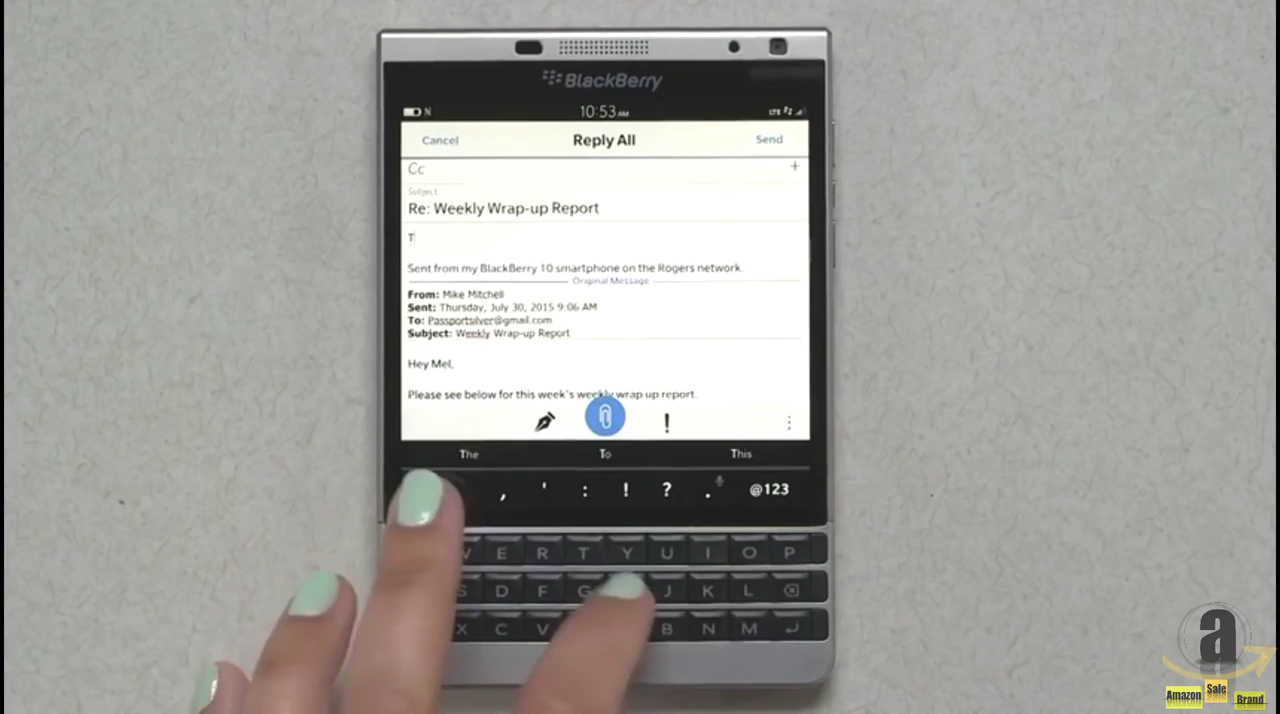 BlackBerry
N 10:53 AM LTE
Cancel Reply All Send
Cc +
Subject
Re: Weekly Wrap-up Report
T
Sent from my BlackBerry 10 smartphone on the Rogers network.
Original Message
From: Mike Mitchell
Sent: Thursday, July 30, 2015 9:06 AM
To: Passportsilver@gmail.com
Subject: Weekly Wrap-up Report
Hey Mel,
Please see below for this week's weekly wrap up report.
!
The To This
, ' : ! ? . @123
E R T Y U I O P
S D F G J K L
X C V B N M
a
Amazon Sale Brand